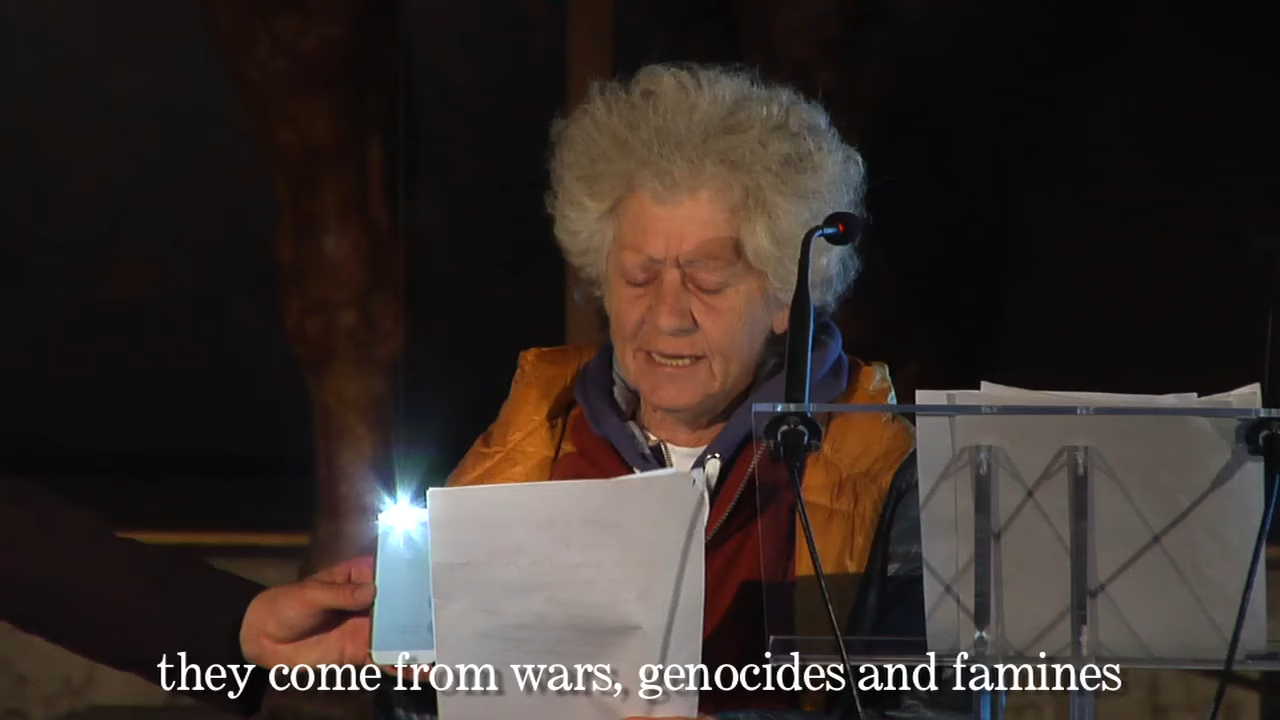 they come from wars, genocides and famines